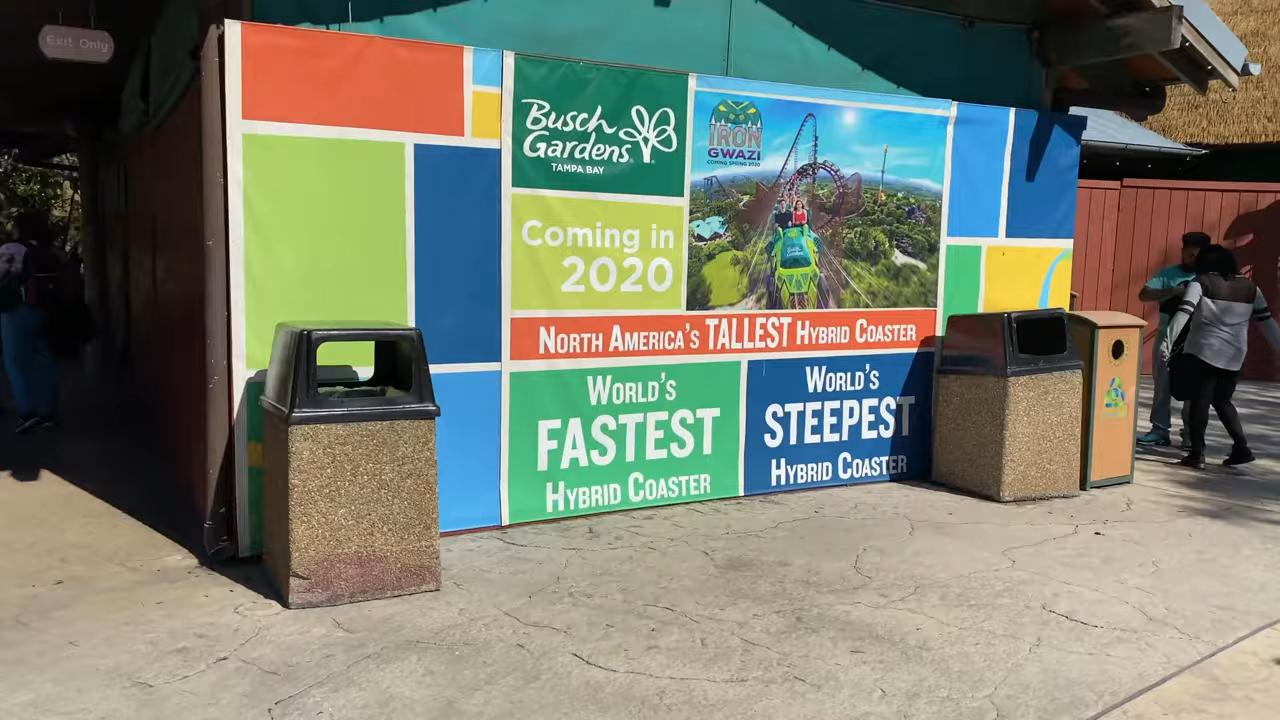 Exit Only
Busch
Gardens
TAMPA BAY
Coming in
2020
IRON
GWAZI
COMING SPRING 2020
NORTH AMERICA'S TALLEST HYBRID COASTER
WORLD'S
FASTEST
HYBRID COASTER
WORLD'S
STEEPEST
HYBRID COASTER